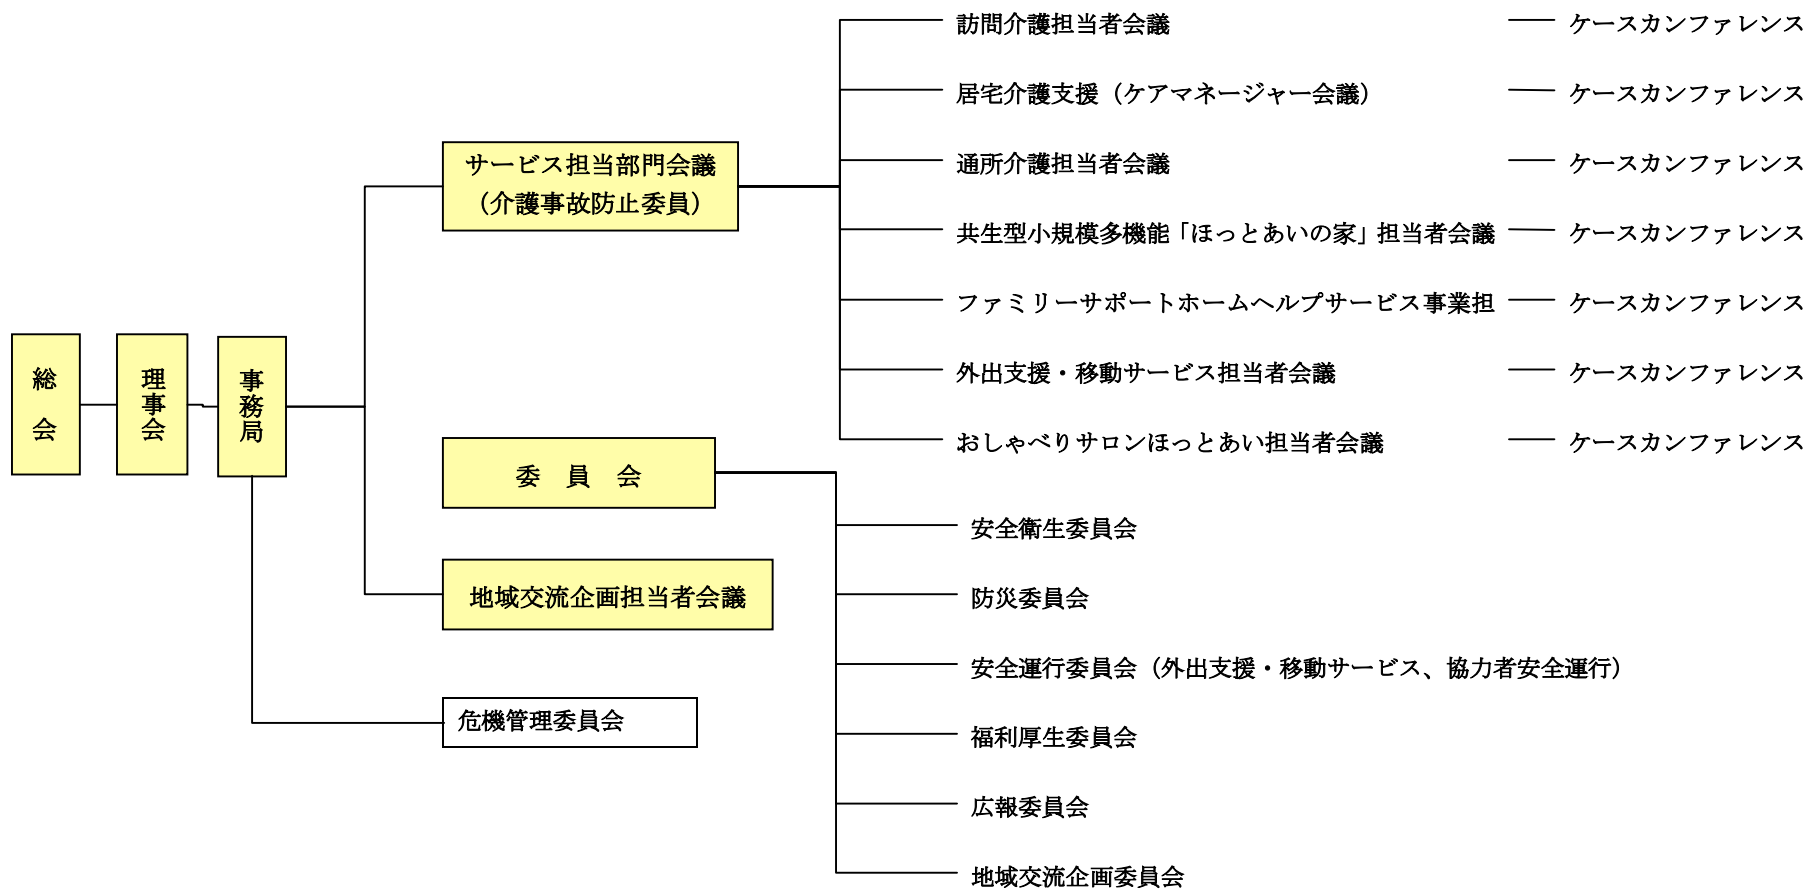 総会
理事会
事務局
サービス担当部門会議
（介護事故防止委員）
委　員　会
地域交流企画担当者会議
危機管理委員会
訪問介護担当者会議　ケースカンファレンス
居宅介護支援（ケアマネージャー会議）　ケースカンファレンス
通所介護担当者会議　ケースカンファレンス
共生型小規模多機能「ほっとあいの家」担当者会議　ケースカンファレンス
ファミリーサポートホームヘルプサービス事業担　ケースカンファレンス
外出支援・移動サービス担当者会議　ケースカンファレンス
おしゃべりサロンほっとあい担当者会議　ケースカンファレンス
安全衛生委員会
防災委員会
安全運行委員会（外出支援・移動サービス、協力者安全運行）
福利厚生委員会
広報委員会
地域交流企画委員会